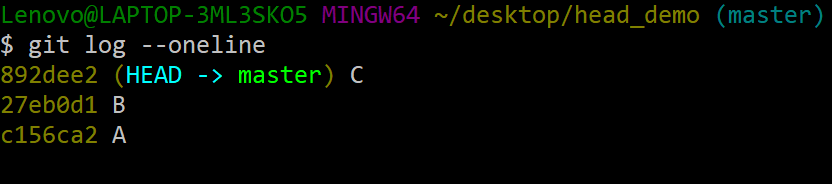 Lenovo@LAPTOP-3ML3SKO5 MINGW64 ~/desktop/head_demo (master)
$ git log --oneline
892dee2 (HEAD -> master) C
27eb0d1 B
c156ca2 A